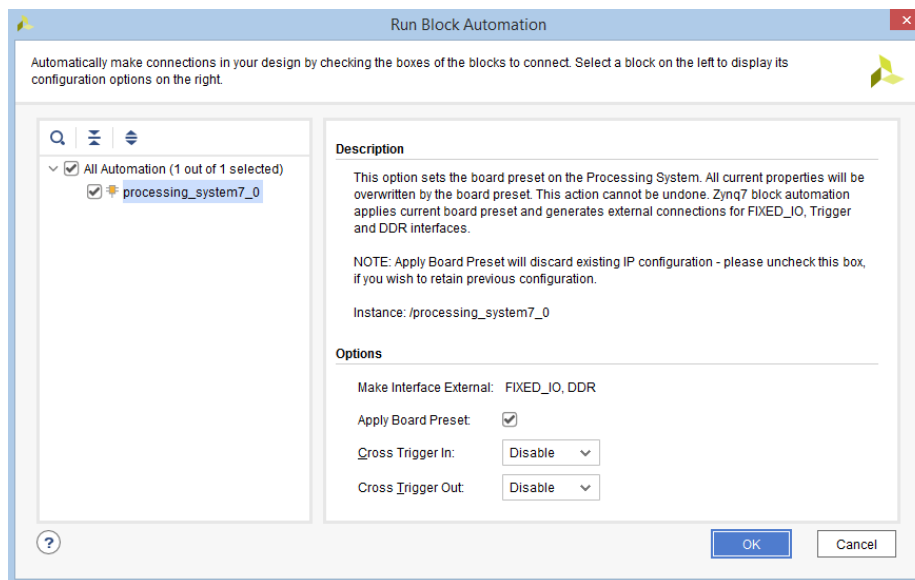 Run Block Automation
Automatically make connections in your design by checking the boxes of the blocks to connect. Select a block on the left to display its
configuration options on the right.
All Automation (1 out of 1 selected)
processing_system7_0
Description
This option sets the board preset on the Processing System. All current properties will be
overwritten by the board preset. This action cannot be undone. Zynq7 block automation
applies current board preset and generates external connections for FIXED_IO, Trigger
and DDR interfaces.
NOTE: Apply Board Preset will discard existing IP configuration - please uncheck this box,
if you wish to retain previous configuration.
Instance: /processing_system7_0
Options
Make Interface External: FIXED_IO, DDR
Apply Board Preset:
Cross Trigger In: Disable
Cross Trigger Out: Disable
?
OK
Cancel